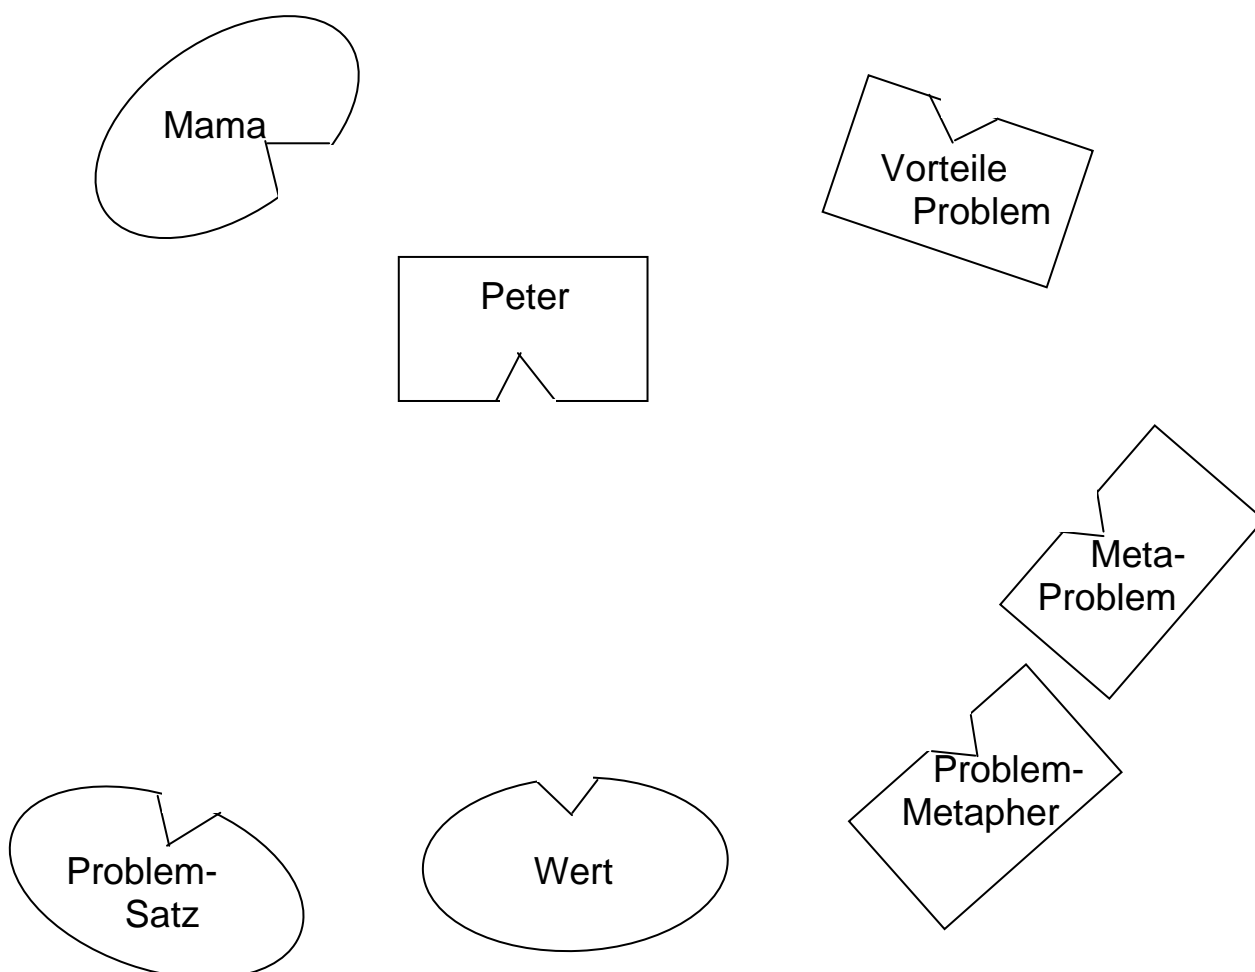 Mama
Vorteile
Problem
Peter
Meta-
Problem
Problem-
Metapher
Problem-
Satz
Wert